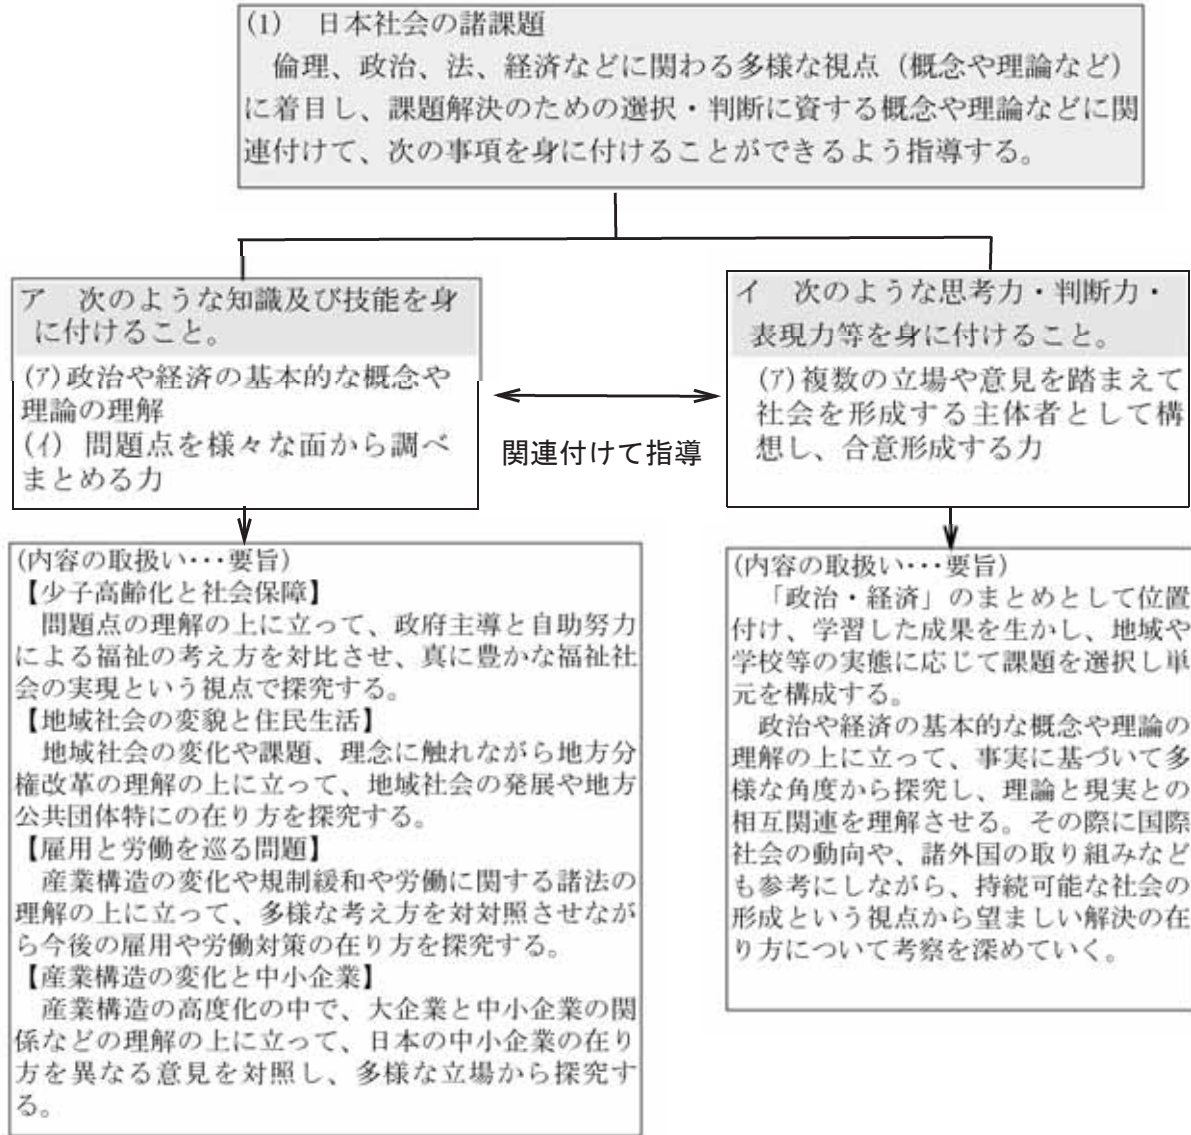 (1)　日本社会の諸課題
　倫理、政治、法、経済などに関わる多様な視点（概念や理論など）
に着目し、課題解決のための選択・判断に資する概念や理論などに関
連付けて、次の事項を身に付けることができるよう指導する。
ア　次のような知識及び技能を身
に付けること。
(ア)政治や経済の基本的な概念や
理論の理解
(イ) 問題点を様々な面から調べ
まとめる力
関連付けて指導
イ　次のような思考力・判断力・
表現力等を身に付けること。
(ア)複数の立場や意見を踏まえて
社会を形成する主体者として構
想し、合意形成する力
(内容の取扱い･･･要旨)
【少子高齢化と社会保障】
　問題点の理解の上に立って、政府主導と自助努力
による福祉の考え方を対比させ、真に豊かな福祉社
会の実現という視点で探究する。
【地域社会の変貌と住民生活】
　地域社会の変化や課題、理念に触れながら地方分
権改革の理解の上に立って、地域社会の発展や地方
公共団体特にの在り方を探究する。
【雇用と労働を巡る問題】
　産業構造の変化や規制緩和や労働に関する諸法の
理解の上に立って、多様な考え方を対対照させなが
ら今後の雇用や労働対策の在り方を探究する。
【産業構造の変化と中小企業】
　産業構造の高度化の中で、大企業と中小企業の関
係などの理解の上に立って、日本の中小企業の在り
方を異なる意見を対照し、多様な立場から探究す
る。
(内容の取扱い･･･要旨)
　「政治・経済」のまとめとして位置
付け、学習した成果を生かし、地域や
学校等の実態に応じて課題を選択し単
元を構成する。
　政治や経済の基本的な概念や理論の
理解の上に立って、事実に基づいて多
様な角度から探究し、理論と現実との
相互関連を理解させる。その際に国際
社会の動向や、諸外国の取り組みなど
も参考にしながら、持続可能な社会の
形成という視点から望ましい解決の在
り方について考察を深めていく。